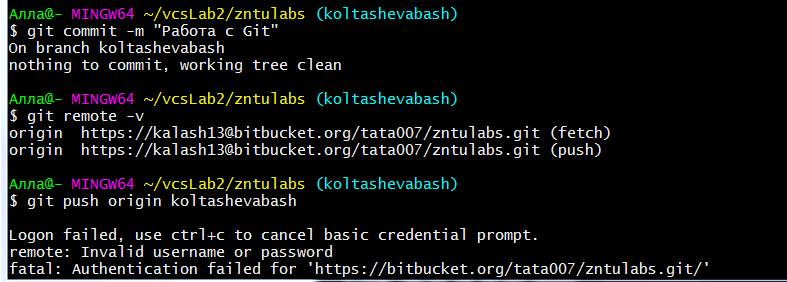 Алла@- MINGW64 ~/vcsLab2/zntulabs (koltashevabash)
$ git commit -m "Работа с Git"
On branch koltashevabash
nothing to commit, working tree clean
Алла@- MINGW64 ~/vcsLab2/zntulabs (koltashevabash)
$ git remote -v
origin  https://kalash13@bitbucket.org/tata007/zntulabs.git (fetch)
origin  https://kalash13@bitbucket.org/tata007/zntulabs.git (push)
Алла@- MINGW64 ~/vcsLab2/zntulabs (koltashevabash)
$ git push origin koltashevabash
Logon failed, use ctrl+c to cancel basic credential prompt.
remote: Invalid username or password
fatal: Authentication failed for 'https://bitbucket.org/tata007/zntulabs.git/'